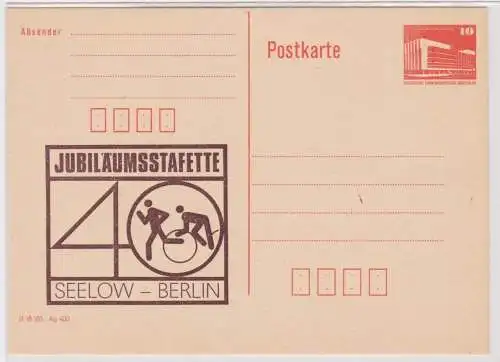 Absender
Postkarte
10
JUBILÄUMSSTAFETTE
40
SEELOW – BERLIN